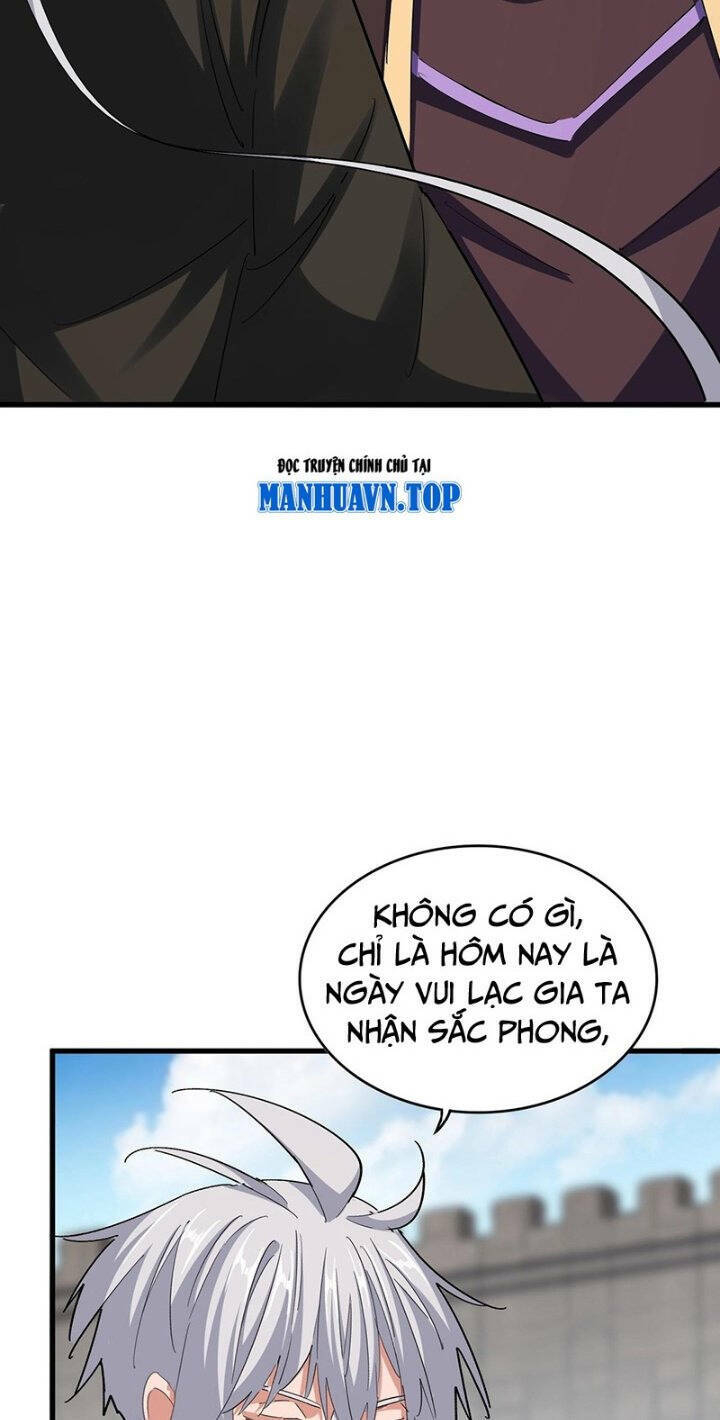 ĐỌC TRUYỆN CHÍNH CHỦ TẠI
MANHUAVN.TOP
KHÔNG CÓ GÌ,
CHỈ LÀ HÔM NAY LÀ
NGÀY VUI LẠC GIA TA
NHẬN SẮC PHONG,